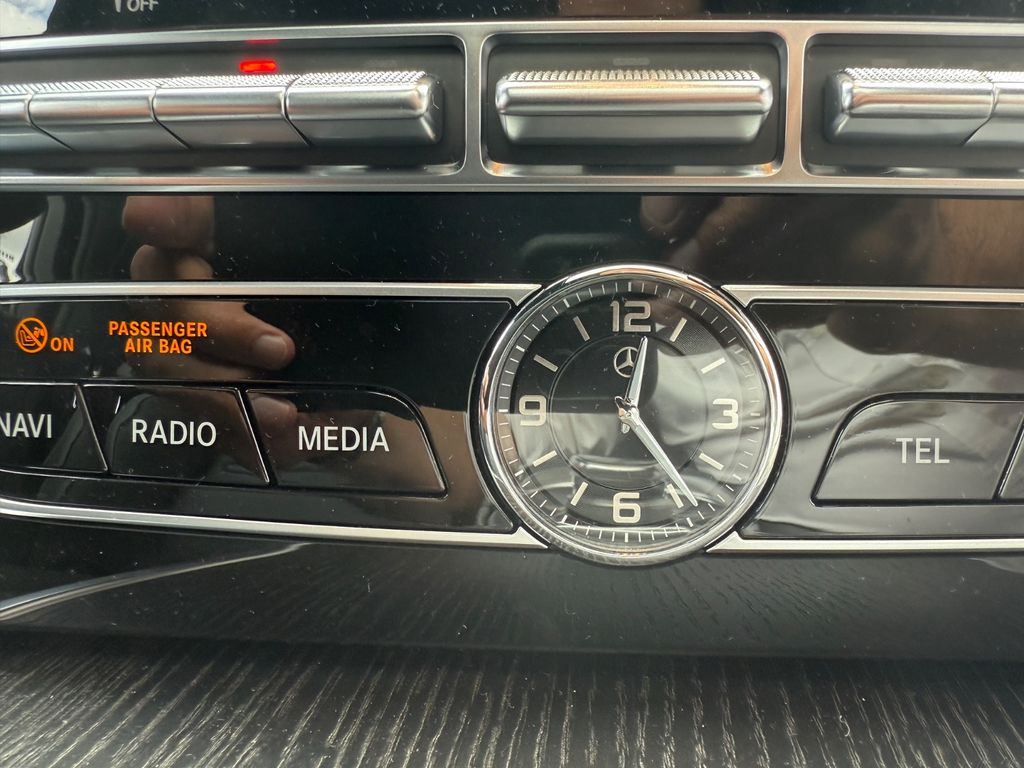 OFF
ON
PASSENGER
AIR BAG
NAVI
RADIO
MEDIA
12
9
3
6
TEL